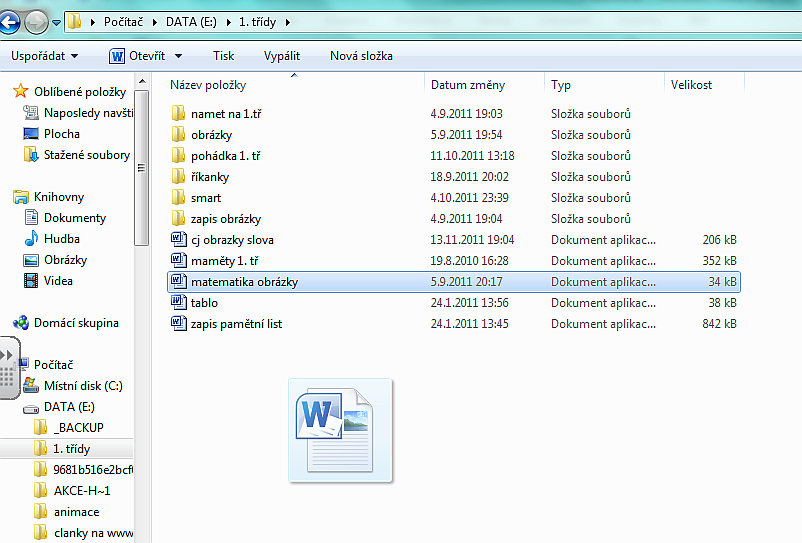 Počítač DATA (E:) 1. třídy
Uspořádat Otevřít Tisk Vypálit Nová složka
Název položky Datum změny Typ Velikost
Oblíbené položky
Naposledy navští
Plocha
Stažené soubory
Knihovny
Dokumenty
Hudba
Obrázky
Videa
Domácí skupina
Počítač
Místní disk (C:)
DATA (E:)
_BACKUP
1. třídy
9681b516e2bcf
AKCE-H~1
animace
clanky na www
namet na 1.tř 4.9.2011 19:03 Složka souborů
obrázky 5.9.2011 19:54 Složka souborů
pohádka 1. tř 11.10.2011 13:18 Složka souborů
říkanky 18.9.2011 20:02 Složka souborů
smart 4.10.2011 23:39 Složka souborů
zapis obrázky 4.9.2011 19:04 Složka souborů
cj obrazky slova 13.11.2011 19:04 Dokument aplikac... 206 kB
maměty 1. tř 19.8.2010 16:28 Dokument aplikac... 352 kB
matematika obrázky 5.9.2011 20:17 Dokument aplikac... 34 kB
tablo 24.1.2011 13:56 Dokument aplikac... 38 kB
zapis pamětní list 24.1.2011 13:45 Dokument aplikac... 842 kB
W